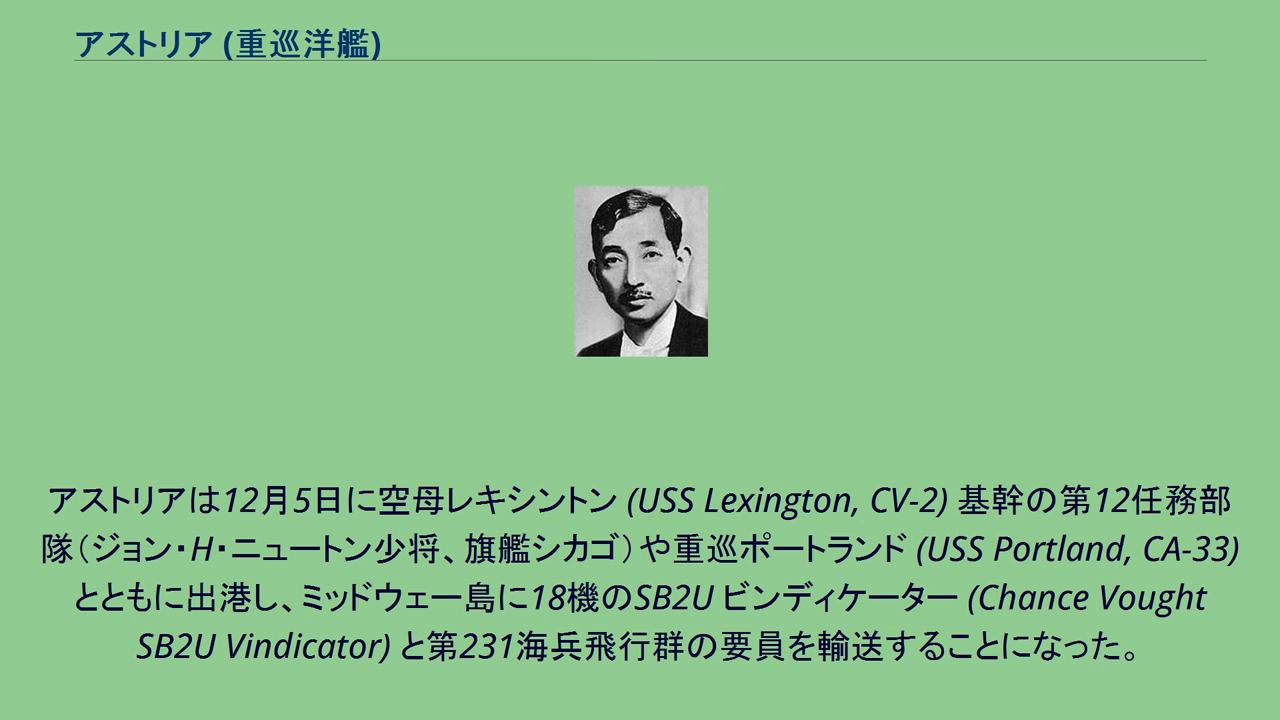 アストリア (重巡洋艦)
アストリアは12月5日に空母レキシントン (USS Lexington, CV-2) 基幹の第12任務部
隊（ジョン・H・ニュートン少将、旗艦シカゴ）や重巡ポートランド (USS Portland, CA-33)
とともに出港し、ミッドウェー島に18機のSB2U ビンディケーター (Chance Vought
SB2U Vindicator) と第231海兵飛行群の要員を輸送することになった。